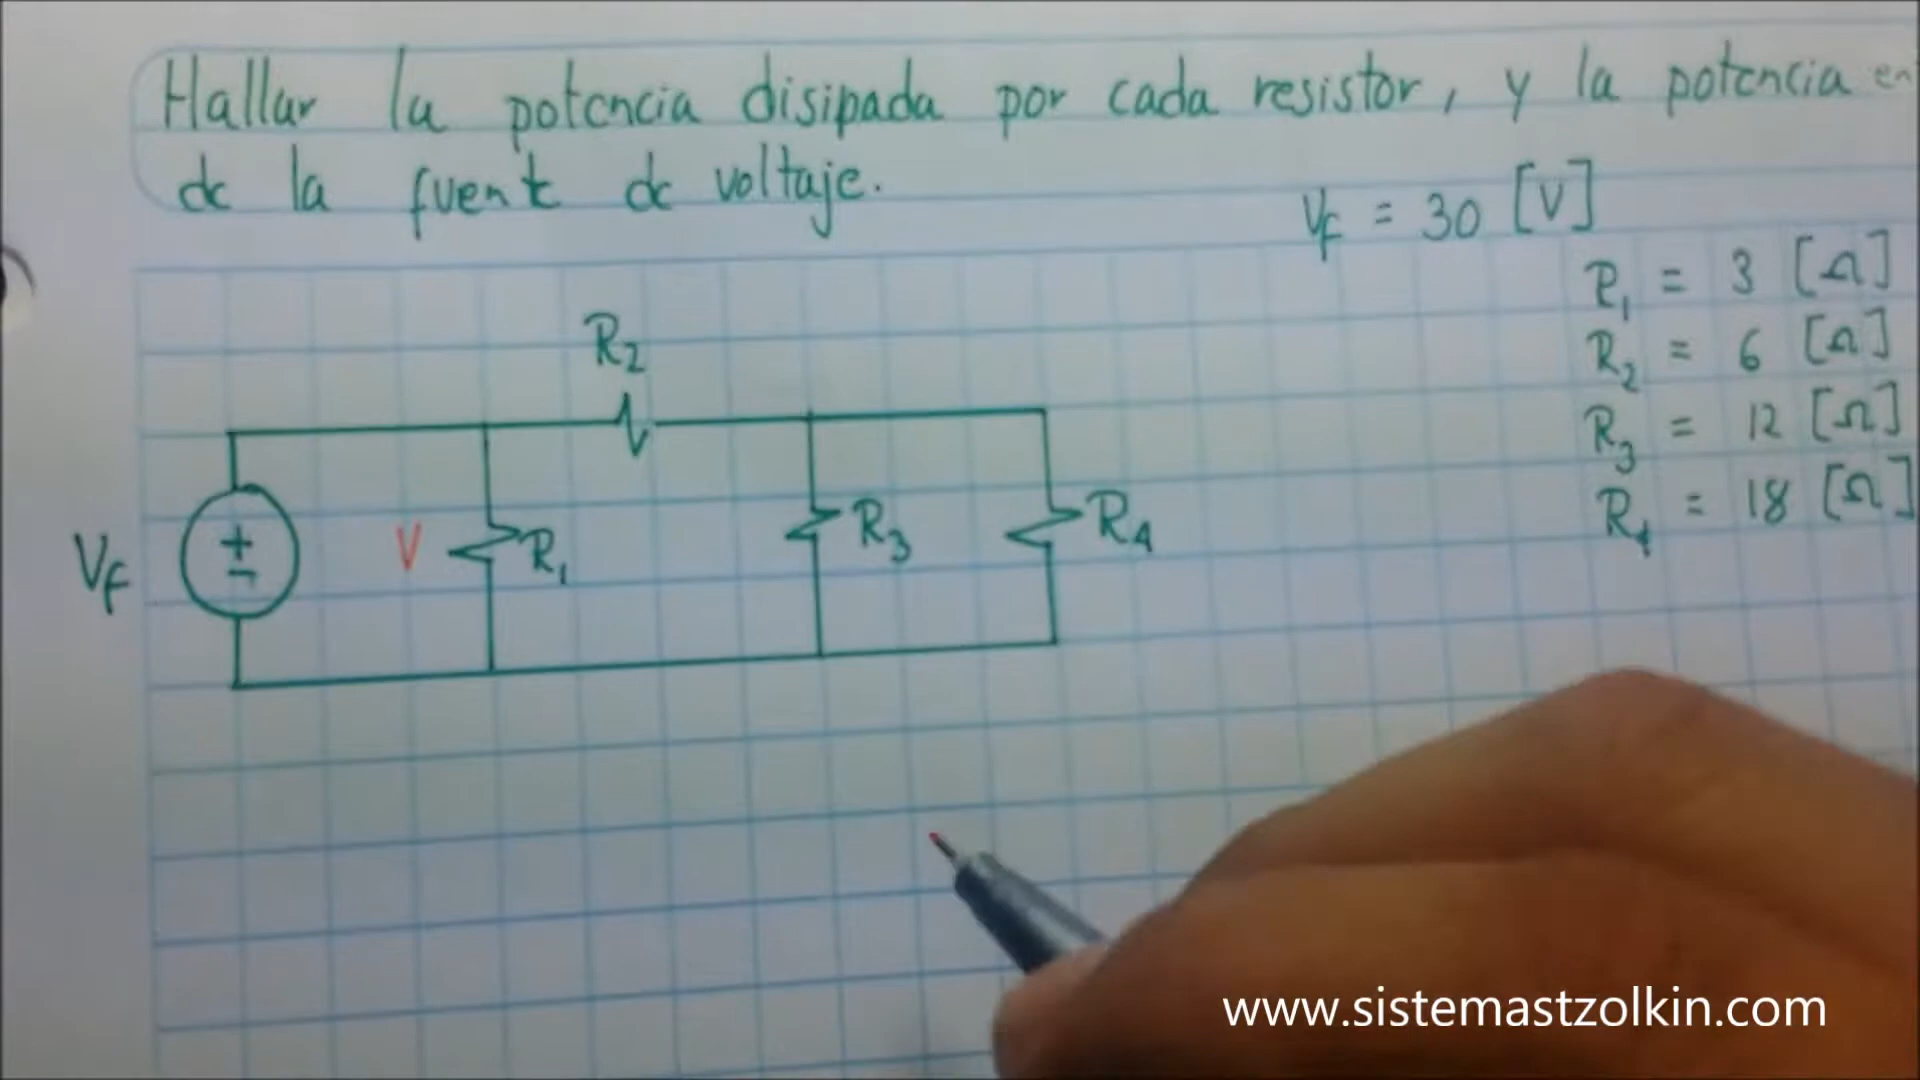 Hallar la potencia disipada por cada resistor, y la potencia en
de la fuente de voltaje.
VF = 30 [V]
R1 = 3 [Ω]
R2 = 6 [Ω]
R3 = 12 [Ω]
R4 = 18 [Ω]
R2
VF
+
-
V
R1
R3
R4
www.sistemastzolkin.com